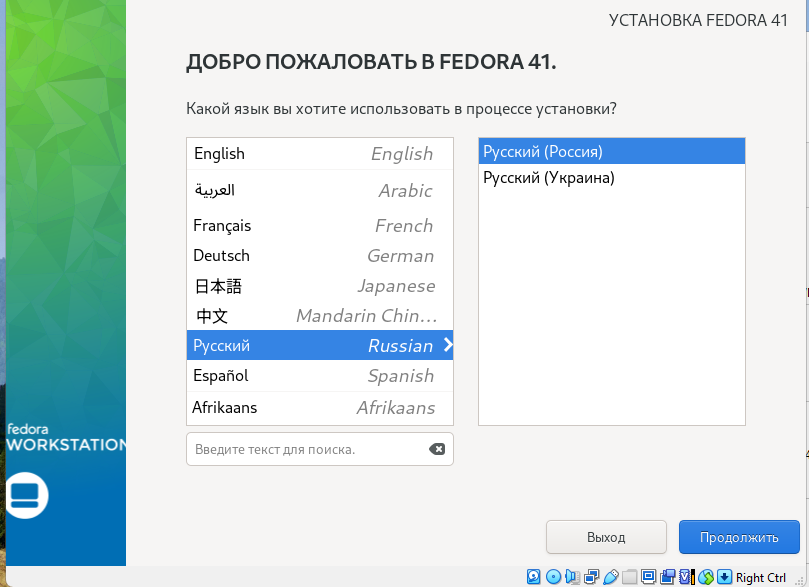 УСТАНОВКА FEDORA 41
ДОБРО ПОЖАЛОВАТЬ В FEDORA 41.
Какой язык вы хотите использовать в процессе установки?
English English
العربية Arabic
Français French
Deutsch German
日本語 Japanese
中文 Mandarin Chin...
Русский Russian
Español Spanish
Afrikaans Afrikaans
Русский (Россия)
Русский (Украина)
Введите текст для поиска.
fedora
WORKSTATION
Выход Продолжить
Right Ctrl